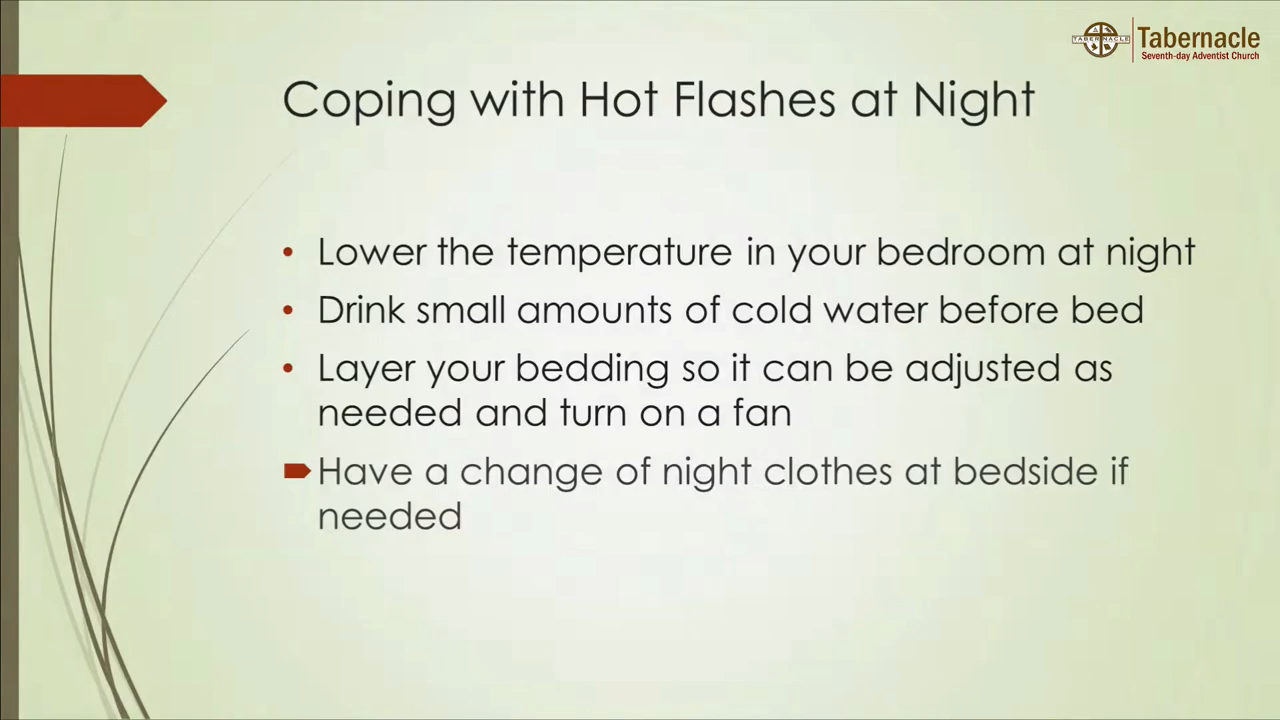 TABERNACLE
Tabernacle
Seventh-day Adventist Church
Coping with Hot Flashes at Night
• Lower the temperature in your bedroom at night
• Drink small amounts of cold water before bed
• Layer your bedding so it can be adjusted as
needed and turn on a fan
Have a change of night clothes at bedside if
needed